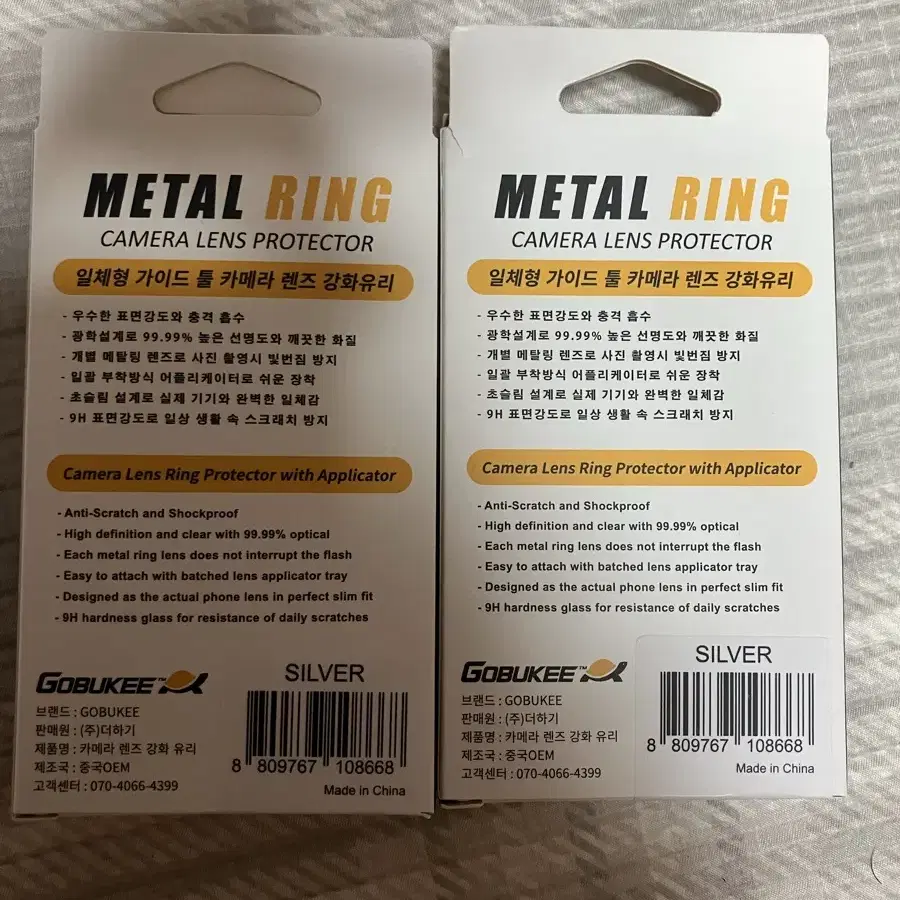 METAL RING
CAMERA LENS PROTECTOR
일체형 가이드 툴 카메라 렌즈 강화유리
- 우수한 표면강도와 충격 흡수
- 광학설계로 99.99% 높은 선명도와 깨끗한 화질
- 개별 메탈링 렌즈로 사진 촬영시 빛번짐 방지
- 일괄 부착방식 어플리케이터로 쉬운 장착
- 초슬림 설계로 실제 기기와 완벽한 일체감
- 9H 표면강도로 일상 생활 속 스크래치 방지
Camera Lens Ring Protector with Applicator
- Anti-Scratch and Shockproof
- High definition and clear with 99.99% optical
- Each metal ring lens does not interrupt the flash
- Easy to attach with batched lens applicator tray
- Designed as the actual phone lens in perfect slim fit
- 9H hardness glass for resistance of daily scratches
GOBUKEE™
브랜드 : GOBUKEE
판매원 : (주)더하기
제품명 : 카메라 렌즈 강화 유리
제조국 : 중국OEM
고객센터 : 070-4066-4399
SILVER
8 809767 108668
Made in China
METAL RING
CAMERA LENS PROTECTOR
일체형 가이드 툴 카메라 렌즈 강화유리
- 우수한 표면강도와 충격 흡수
- 광학설계로 99.99% 높은 선명도와 깨끗한 화질
- 개별 메탈링 렌즈로 사진 촬영시 빛번짐 방지
- 일괄 부착방식 어플리케이터로 쉬운 장착
- 초슬림 설계로 실제 기기와 완벽한 일체감
- 9H 표면강도로 일상 생활 속 스크래치 방지
Camera Lens Ring Protector with Applicator
- Anti-Scratch and Shockproof
- High definition and clear with 99.99% optical
- Each metal ring lens does not interrupt the flash
- Easy to attach with batched lens applicator tray
- Designed as the actual phone lens in perfect slim fit
- 9H hardness glass for resistance of daily scratches
GOBUKEE™
브랜드 : GOBUKEE
판매원 : (주)더하기
제품명 : 카메라 렌즈 강화 유리
제조국 : 중국OEM
고객센터 : 070-4066-4399
SILVER
8 809767 108668
Made in China